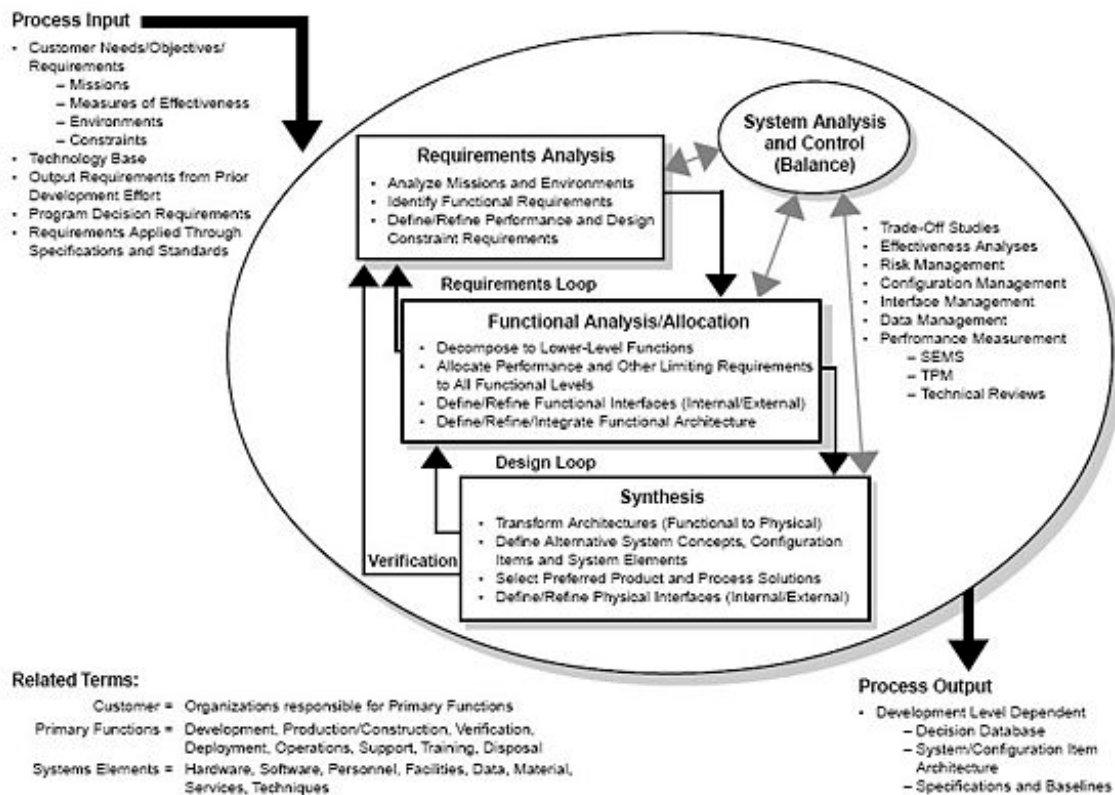 Process Input
• Customer Needs/Objectives/
Requirements
– Missions
– Measures of Effectiveness
– Environments
– Constraints
• Technology Base
• Output Requirements from Prior
Development Effort
• Program Decision Requirements
• Requirements Applied Through
Specifications and Standards
System Analysis
and Control
(Balance)
Requirements Analysis
• Analyze Missions and Environments
• Identify Functional Requirements
• Define/Refine Performance and Design
Constraint Requirements
• Trade-Off Studies
• Effectiveness Analyses
• Risk Management
• Configuration Management
• Interface Management
• Data Management
• Perfromance Measurement
– SEMS
– TPM
– Technical Reviews
Requirements Loop
Functional Analysis/Allocation
• Decompose to Lower-Level Functions
• Allocate Performance and Other Limiting Requirements
to All Functional Levels
• Define/Refine Functional Interfaces (Internal/External)
• Define/Refine/Integrate Functional Architecture
Design Loop
Synthesis
• Transform Architectures (Functional to Physical)
• Define Alternative System Concepts, Configuration
Items and System Elements
• Select Preferred Product and Process Solutions
• Define/Refine Physical Interfaces (Internal/External)
Verification
Related Terms:
Customer = Organizations responsible for Primary Functions
Primary Functions = Development, Production/Construction, Verification,
Deployment, Operations, Support, Training, Disposal
Systems Elements = Hardware, Software, Personnel, Facilities, Data, Material,
Services, Techniques
Process Output
• Development Level Dependent
– Decision Database
– System/Configuration Item
Architecture
– Specifications and Baselines